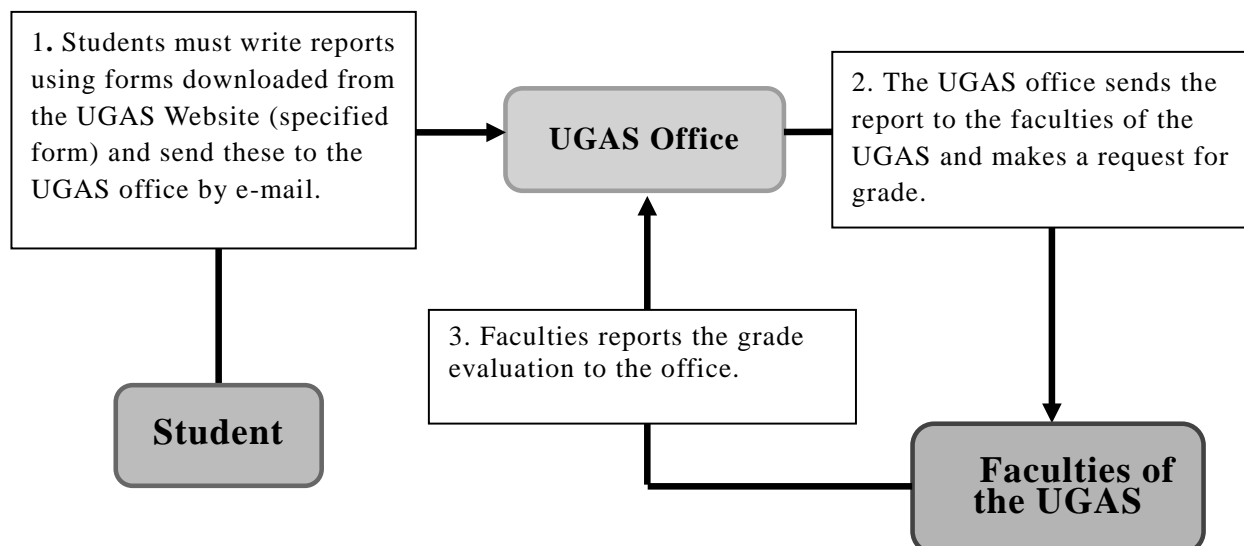 1. Students must write reports
using forms downloaded from
the UGAS Website (specified
form) and send these to the
UGAS office by e-mail.
UGAS Office
2. The UGAS office sends the
report to the faculties of the
UGAS and makes a request for
grade.
3. Faculties reports the grade
evaluation to the office.
Student
Faculties of
the UGAS